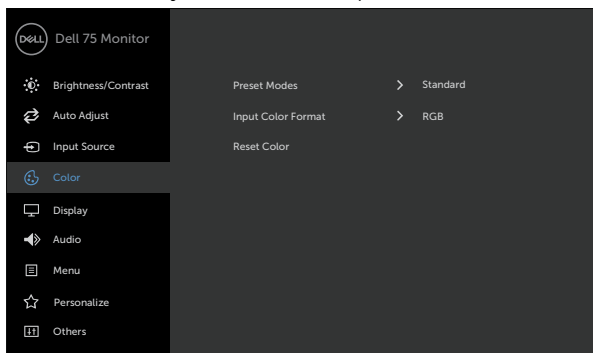 DELL Dell 75 Monitor
Brightness/Contrast Preset Modes > Standard
Auto Adjust Input Color Format > RGB
Input Source Reset Color
Color
Display
Audio
Menu
Personalize
Others